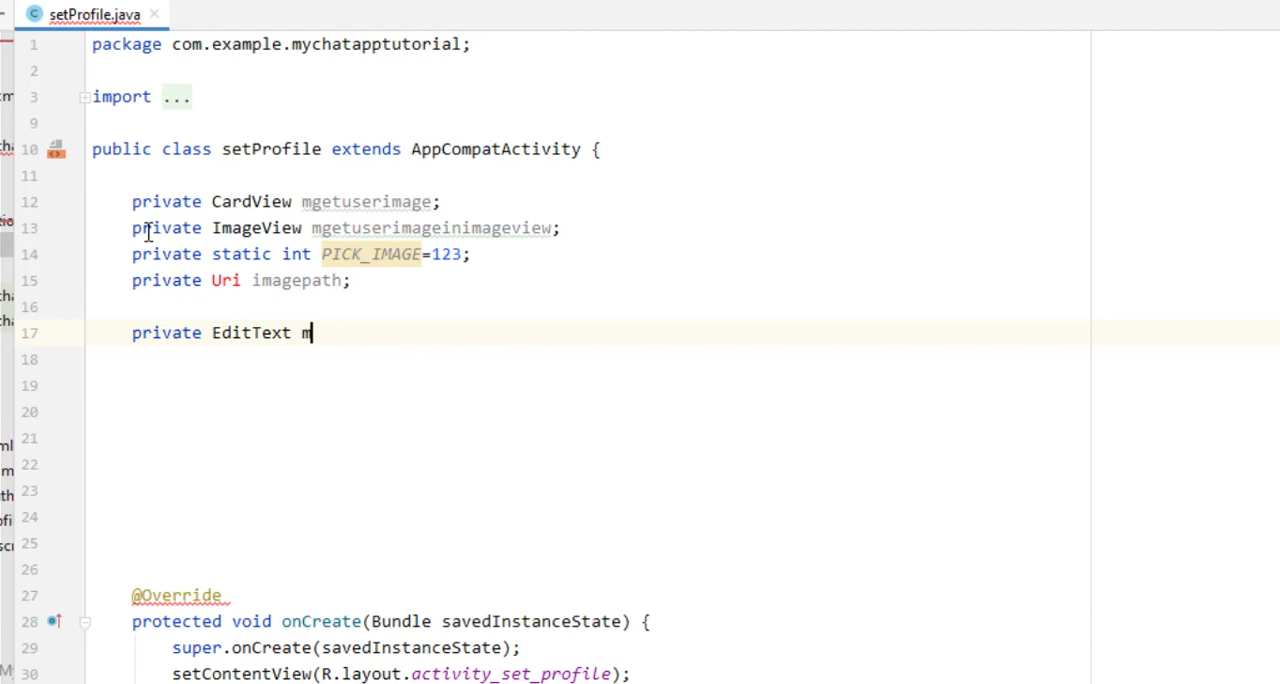 setProfile.java
1 package com.example.mychatapptutorial;
2
3 import ...
9
10 public class setProfile extends AppCompatActivity {
11
12 private CardView mgetuserimage;
13 private ImageView mgetuserimageinimageview;
14 private static int PICK_IMAGE=123;
15 private Uri imagepath;
16
17 private EditText m
18
19
20
21
22
23
24
25
26
27 @Override
28 protected void onCreate(Bundle savedInstanceState) {
29 super.onCreate(savedInstanceState);
30 setContentView(R.layout.activity_set_profile);